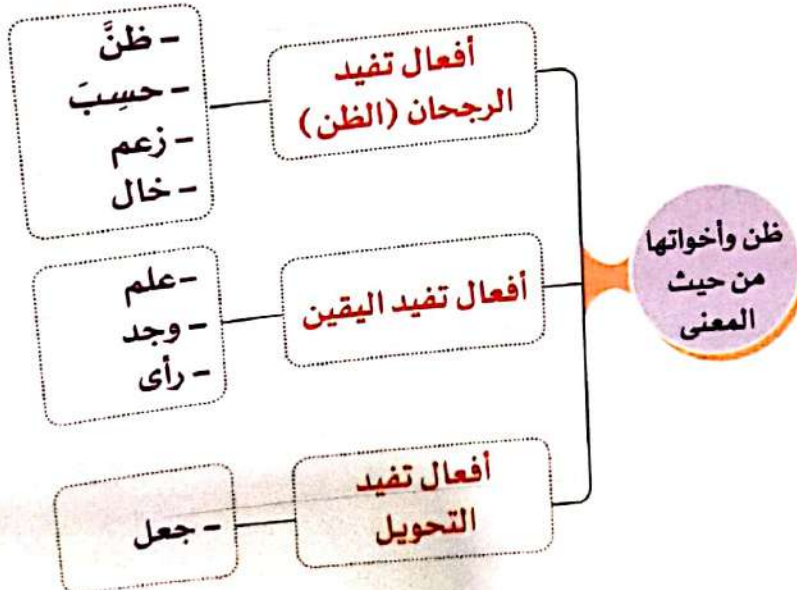 ظن وأخواتها
من حيث
المعنى
أفعال تفيد
الرجحان (الظن)
- ظنَّ
- حسِبَ
- زعم
- خال
أفعال تفيد اليقين
- علم
- وجد
- رأى
أفعال تفيد
التحويل
- جعل